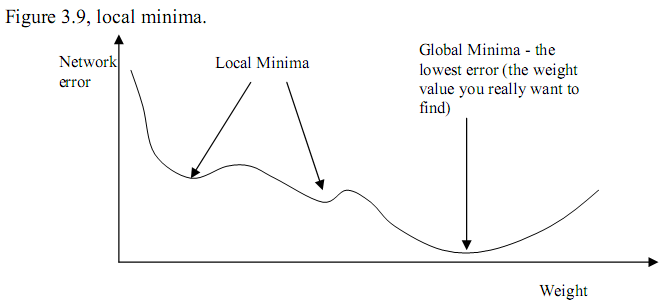 Figure 3.9, local minima.
Network
error
Local Minima
Global Minima - the
lowest error (the weight
value you really want to
find)
Weight